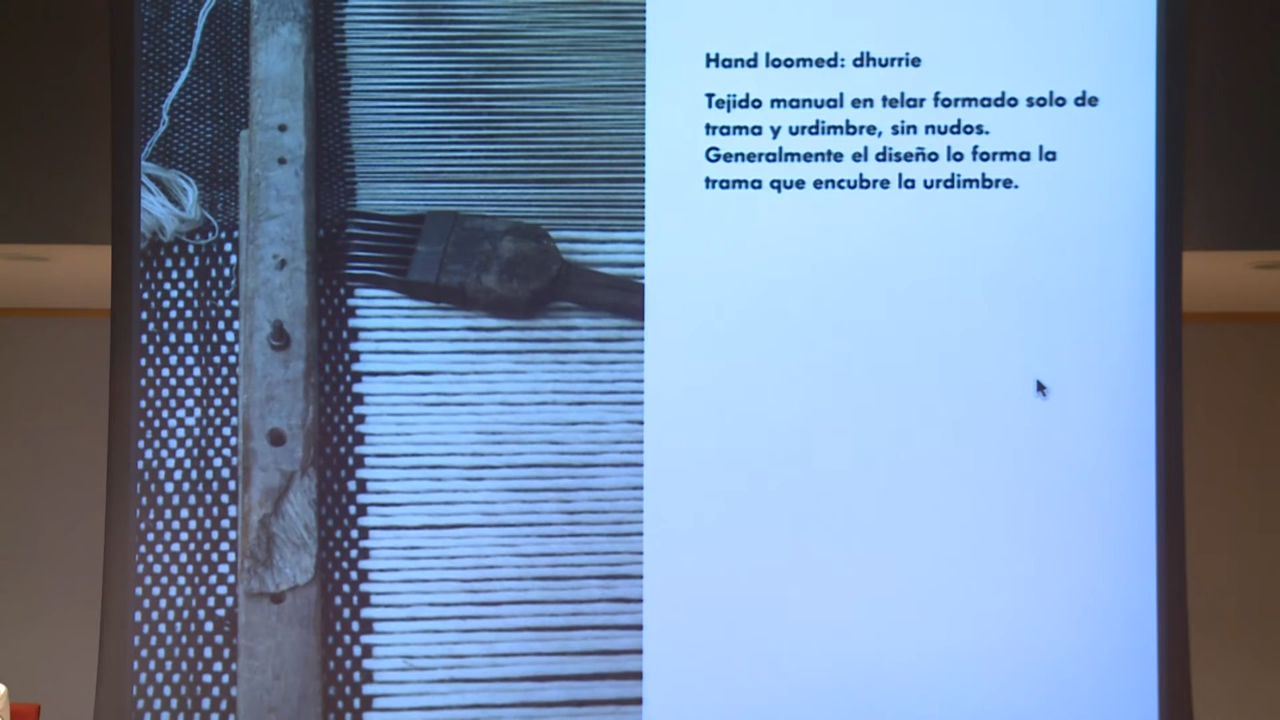 Hand loomed: dhurrie
Tejido manual en telar formado solo de
trama y urdimbre, sin nudos.
Generalmente el diseño lo forma la
trama que encubre la urdimbre.